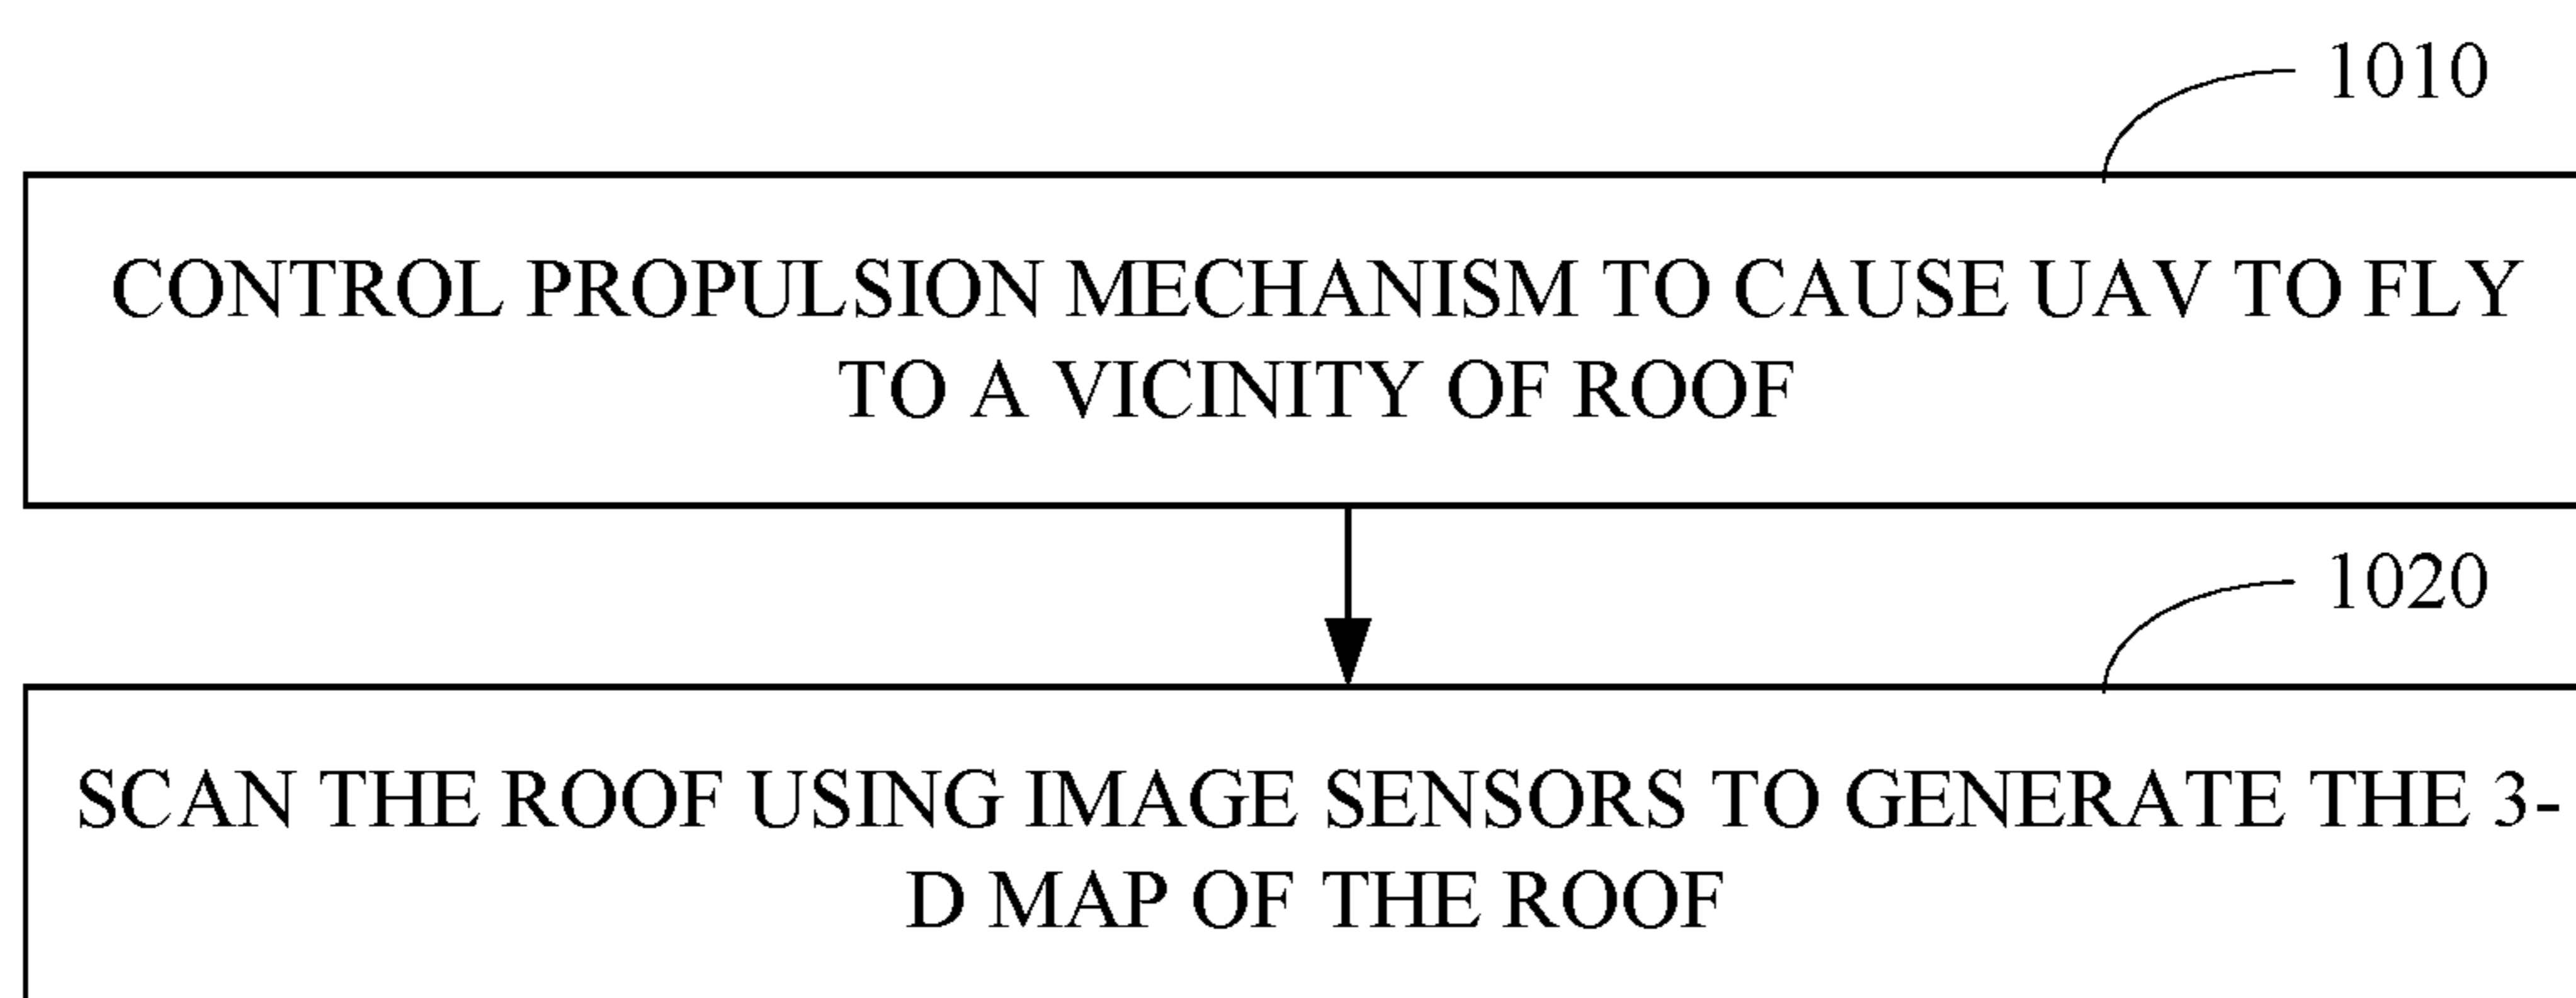 1010
CONTROL PROPULSION MECHANISM TO CAUSE UAV TO FLY
TO A VICINITY OF ROOF
1020
SCAN THE ROOF USING IMAGE SENSORS TO GENERATE THE 3-
D MAP OF THE ROOF